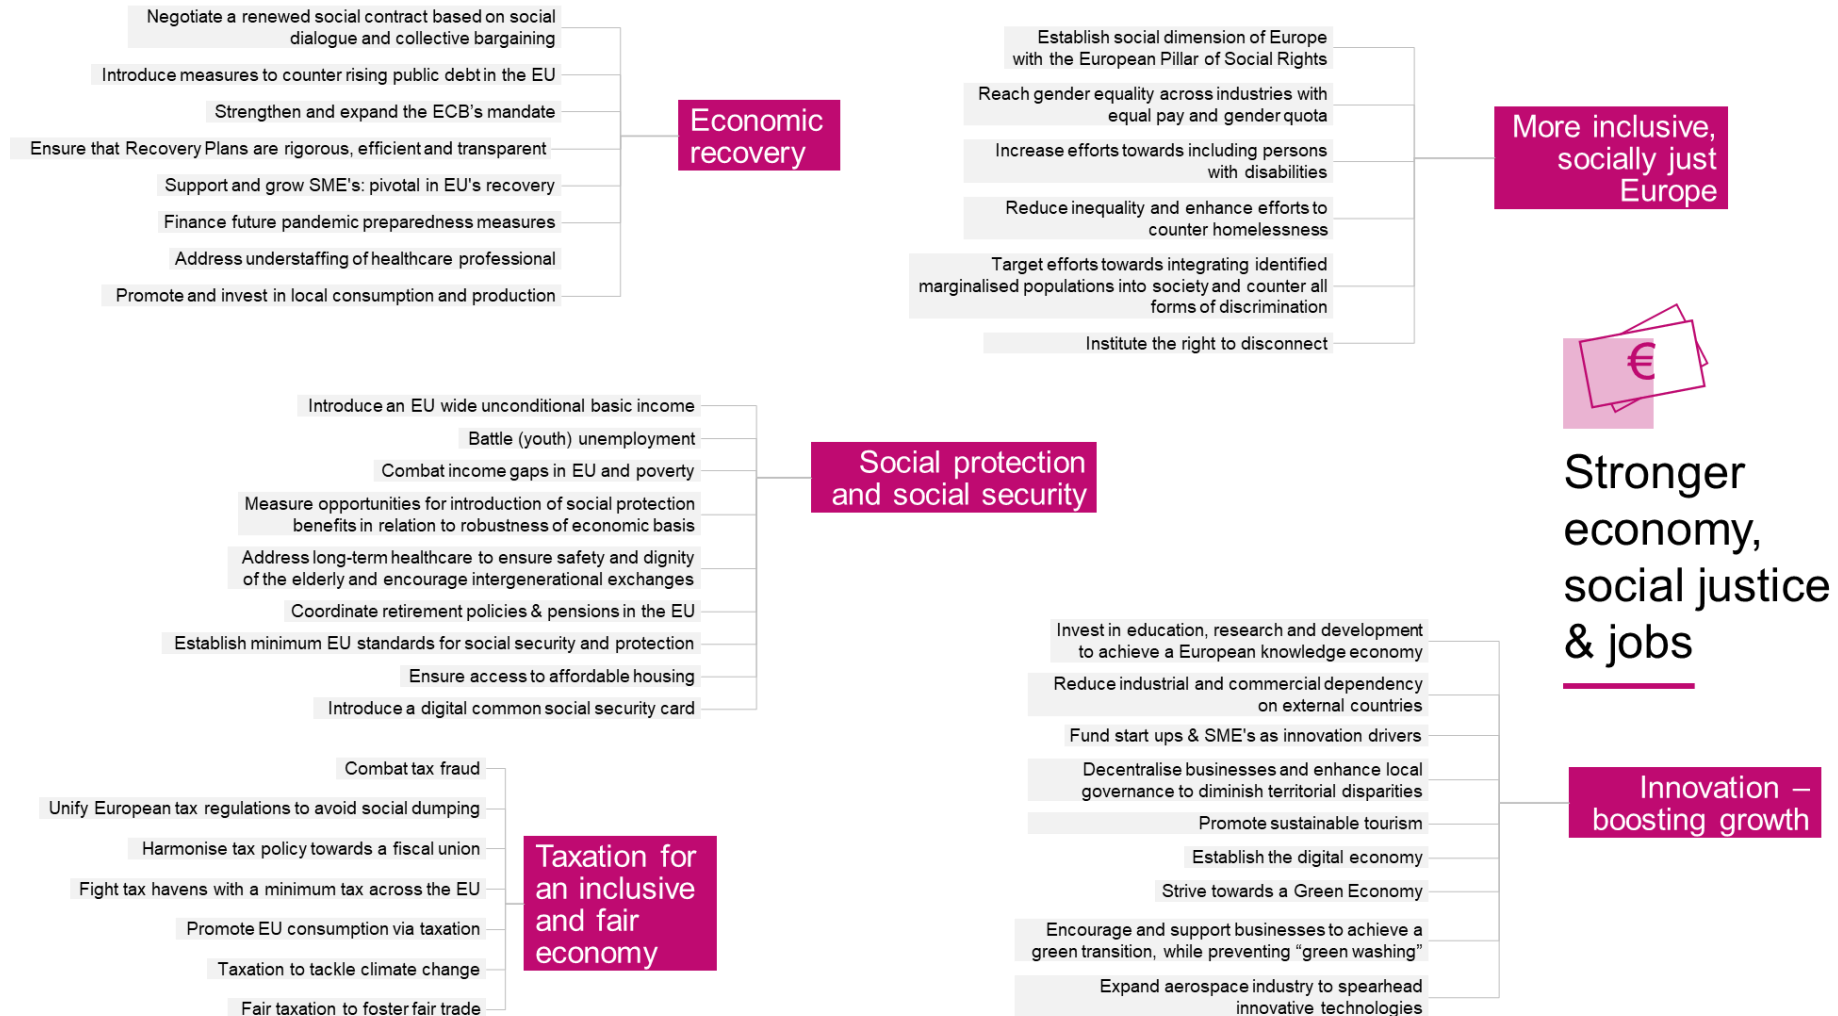 Negotiate a renewed social contract based on social
dialogue and collective bargaining
Introduce measures to counter rising public debt in the EU
Strengthen and expand the ECB’s mandate
Ensure that Recovery Plans are rigorous, efficient and transparent
Support and grow SME's: pivotal in EU's recovery
Finance future pandemic preparedness measures
Address understaffing of healthcare professional
Promote and invest in local consumption and production
Economic
recovery
Establish social dimension of Europe
with the European Pillar of Social Rights
Reach gender equality across industries with
equal pay and gender quota
Increase efforts towards including persons
with disabilities
Reduce inequality and enhance efforts to
counter homelessness
Target efforts towards integrating identified
marginalised populations into society and counter all
forms of discrimination
Institute the right to disconnect
More inclusive,
socially just
Europe
€
Stronger
economy,
social justice
& jobs
Introduce an EU wide unconditional basic income
Battle (youth) unemployment
Combat income gaps in EU and poverty
Measure opportunities for introduction of social protection
benefits in relation to robustness of economic basis
Address long-term healthcare to ensure safety and dignity
of the elderly and encourage intergenerational exchanges
Coordinate retirement policies & pensions in the EU
Establish minimum EU standards for social security and protection
Ensure access to affordable housing
Introduce a digital common social security card
Social protection
and social security
Invest in education, research and development
to achieve a European knowledge economy
Reduce industrial and commercial dependency
on external countries
Fund start ups & SME's as innovation drivers
Decentralise businesses and enhance local
governance to diminish territorial disparities
Promote sustainable tourism
Establish the digital economy
Strive towards a Green Economy
Encourage and support businesses to achieve a
green transition, while preventing “green washing”
Expand aerospace industry to spearhead
innovative technologies
Innovation –
boosting growth
Combat tax fraud
Unify European tax regulations to avoid social dumping
Harmonise tax policy towards a fiscal union
Fight tax havens with a minimum tax across the EU
Promote EU consumption via taxation
Taxation to tackle climate change
Fair taxation to foster fair trade
Taxation for
an inclusive
and fair
economy